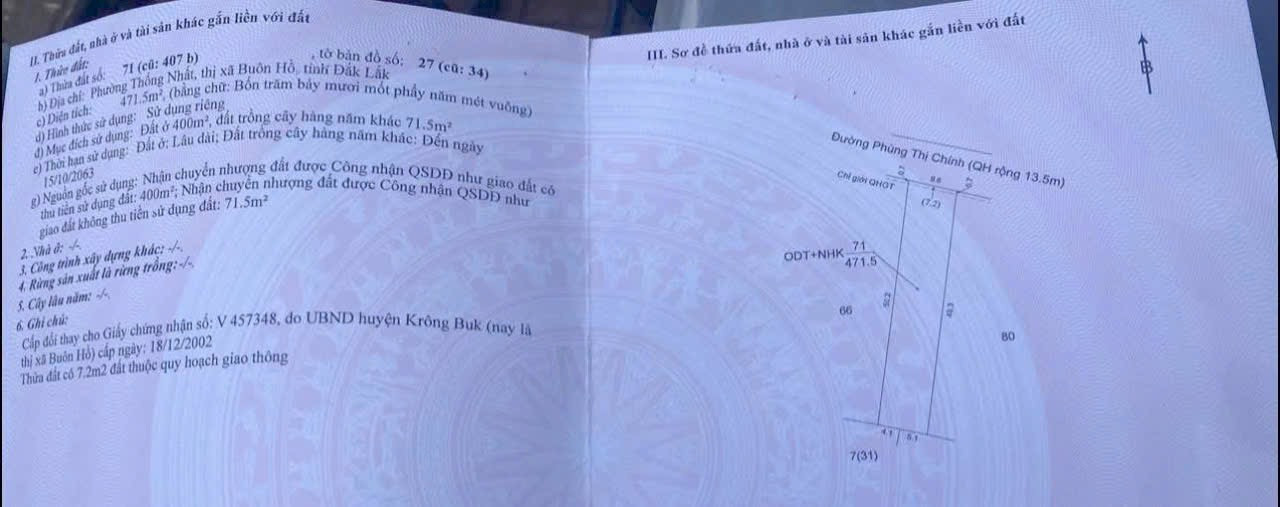 II. Thửa đất, nhà ở và tài sản khác gắn liền với đất
1. Thửa đất:
a) Thửa đất số: 71 (cũ: 407 b) , tờ bản đồ số: 27 (cũ: 34)
b) Địa chỉ: Phường Thống Nhất, thị xã Buôn Hồ, tỉnh Đắk Lắk
c) Diện tích: 471.5m², (bằng chữ: Bốn trăm bảy mươi mốt phẩy năm mét vuông)
d) Hình thức sử dụng: Sử dụng riêng
đ) Mục đích sử dụng: Đất ở 400m², đất trồng cây hàng năm khác 71.5m²
e) Thời hạn sử dụng: Đất ở: Lâu dài; Đất trồng cây hàng năm khác: Đến ngày
15/10/2063
g) Nguồn gốc sử dụng: Nhận chuyển nhượng đất được Công nhận QSDĐ như giao đất có
thu tiền sử dụng đất: 400m²; Nhận chuyển nhượng đất được Công nhận QSDĐ như
giao đất không thu tiền sử dụng đất: 71.5m²
2. Nhà ở: -/-.
3. Công trình xây dựng khác: -/-.
4. Rừng sản xuất là rừng trồng: -/-.
5. Cây lâu năm: -/-.
6. Ghi chú:
Cấp đổi thay cho Giấy chứng nhận số: V 457348, do UBND huyện Krông Buk (nay là
thị xã Buôn Hồ) cấp ngày: 18/12/2002
Thửa đất có 7.2m2 đất thuộc quy hoạch giao thông
III. Sơ đồ thửa đất, nhà ở và tài sản khác gắn liền với đất
B
Đường Phùng Thị Chính (QH rộng 13.5m)
Chỉ giới QHGT
(7.2)
ODT+NHK 71
471.5
66
80
4.1 5.1
7(31)